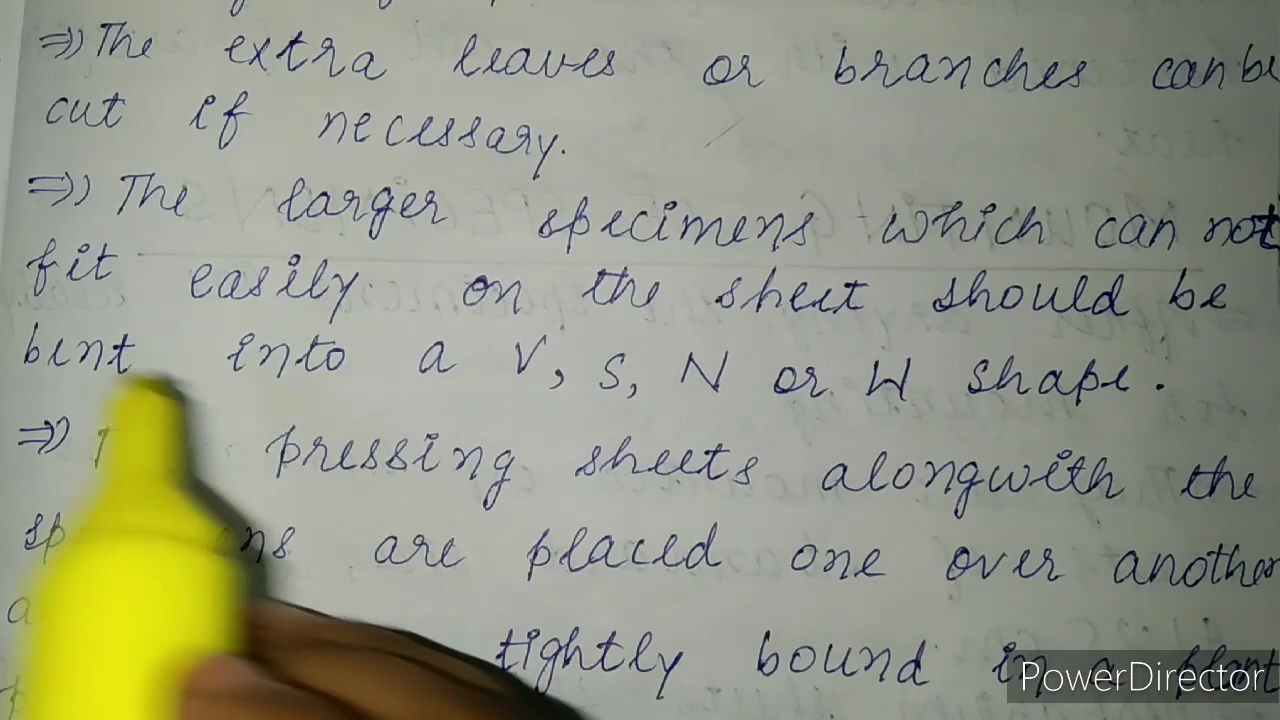 ⇒) The extra leaves or branches can be
cut if necessary.
⇒) The larger specimens which can not
fit easily on the sheet should be
bent into a V, S, N or W shape.
⇒) pressing sheets alongwith the
are placed one over another
tightly bound in a plant
PowerDirector